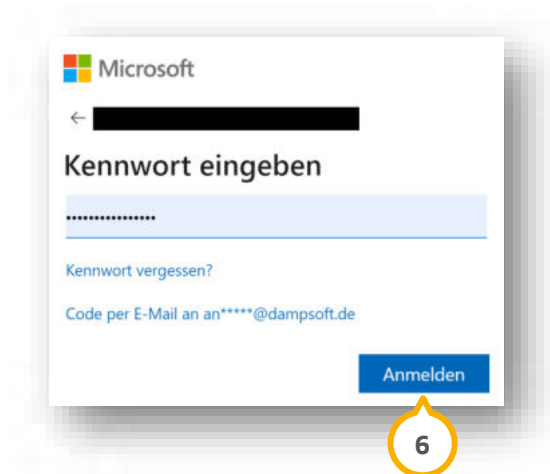 Microsoft
←
Kennwort eingeben
••••••••••••••••
Kennwort vergessen?
Code per E-Mail an an*****@dampsoft.de
Anmelden
6